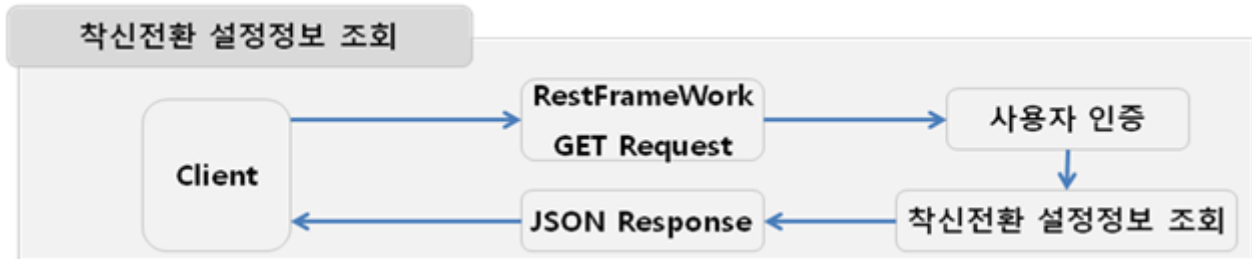 착신전환 설정정보 조회
RestFrameWork
GET Request
사용자 인증
Client
JSON Response
착신전환 설정정보 조회